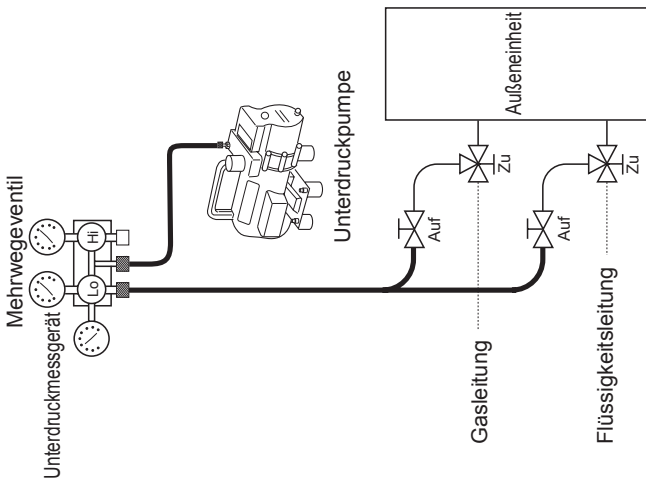 Mehrwegeventil
Unterdruckmessgerät
Lo
Hi
Unterdruckpumpe
Außeneinheit
Auf
Zu
Auf
Zu
Gasleitung
Flüssigkeitsleitung